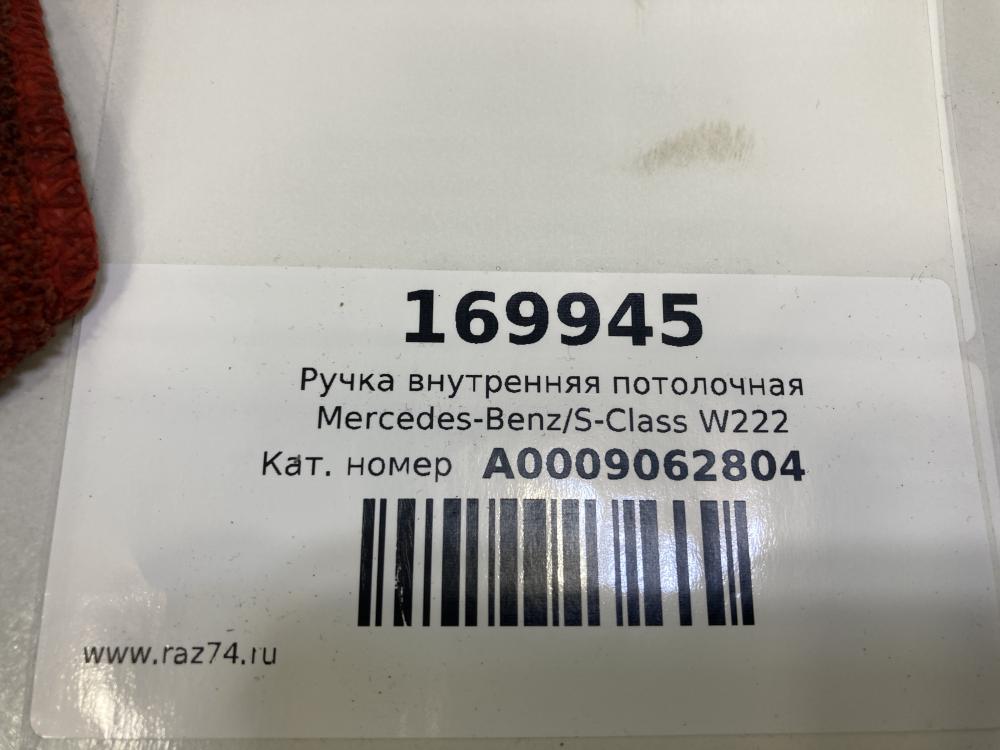 169945
Ручка внутренняя потолочная
Mercedes-Benz/S-Class W222
Кат. номер A0009062804
www.raz74.ru